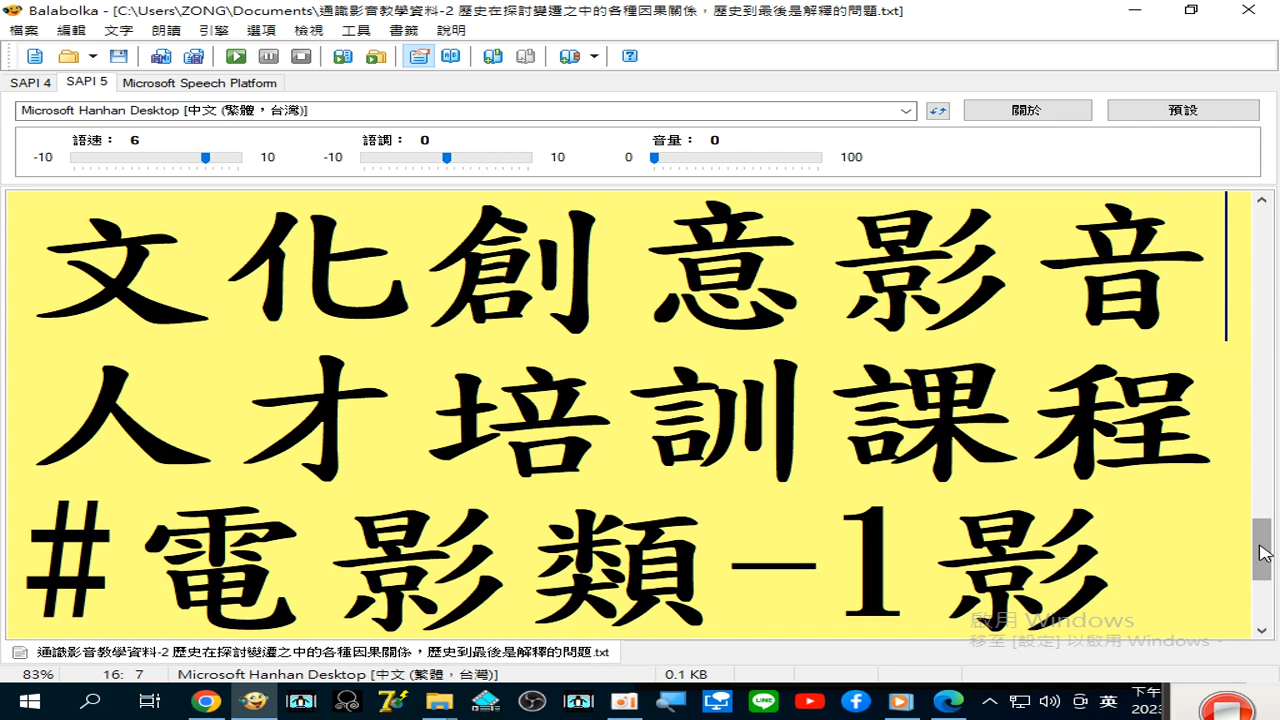 Balabolka - [C:\Users\ZONG\Documents\通識影音教學資料-2 歷史在探討變遷之中的各種因果關係，歷史到最後是解釋的問題.txt]
檔案 編輯 文字 朗讀 引擎 選項 檢視 工具 書籤 說明
SAPI 4 SAPI 5 Microsoft Speech Platform
Microsoft Hanhan Desktop [中文 (繁體，台灣)] 關於 預設
語速： 6 語調： 0 音量： 0
-10 10 -10 10 0 100
文化創意影音
人才培訓課程
#電影類－1影
啟用 Windows
移至 [設定] 以啟用 Windows。
通識影音教學資料-2 歷史在探討變遷之中的各種因果關係，歷史到最後是解釋的問題.txt
83% 16: 7 Microsoft Hanhan Desktop [中文 (繁體，台灣)] 0.1 KB
英 下午
2023